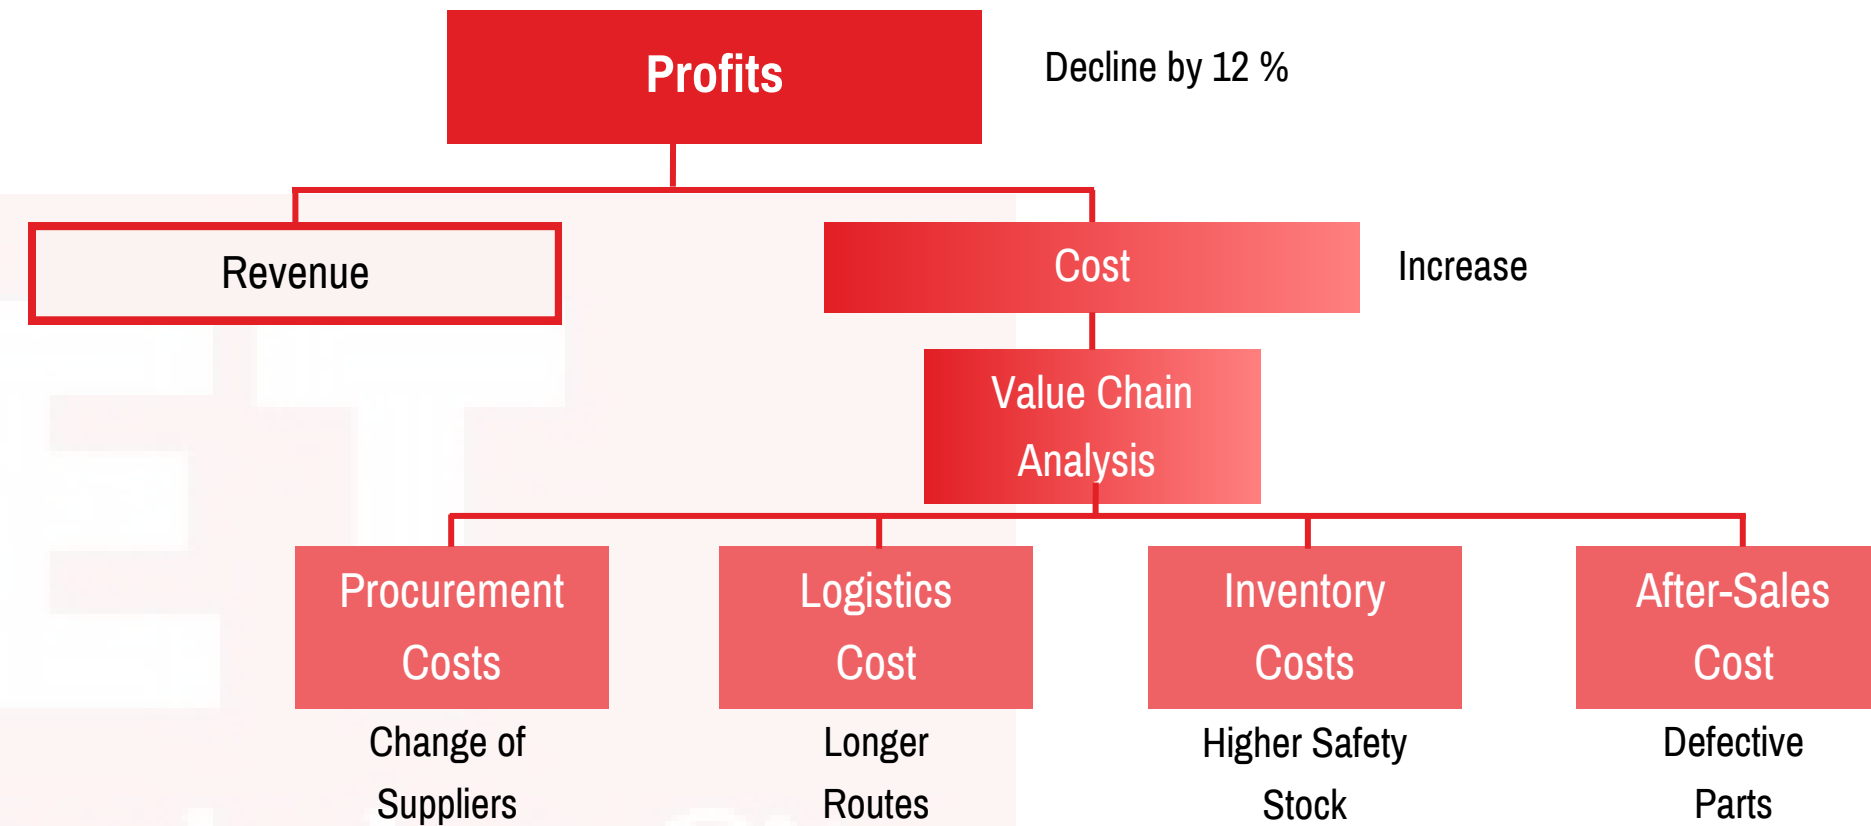 Profits
Decline by 12 %
Revenue
Cost
Increase
Value Chain
Analysis
Procurement
Costs
Logistics
Cost
Inventory
Costs
After-Sales
Cost
Change of
Suppliers
Longer
Routes
Higher Safety
Stock
Defective
Parts
ET